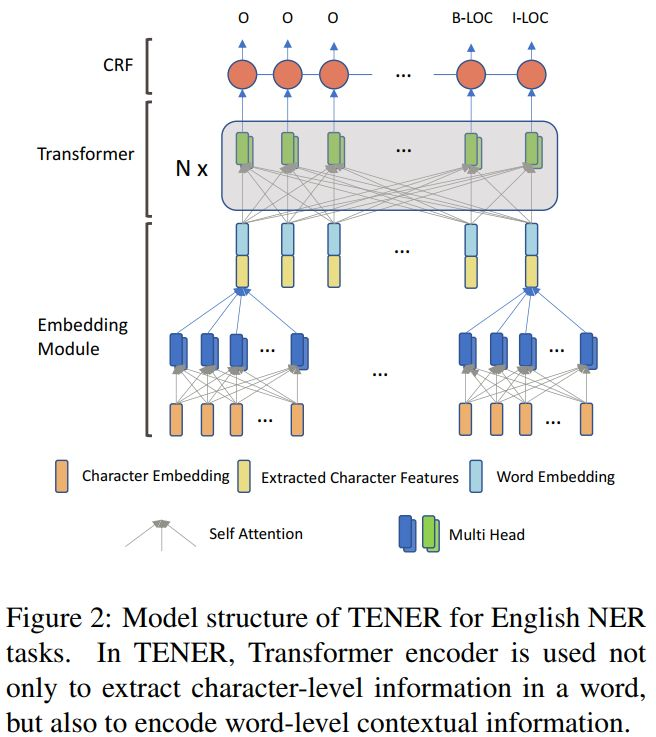 O O O B-LOC I-LOC
CRF
...
Transformer
...
N x
...
Embedding
Module
... ...
...
... ...
Character Embedding Extracted Character Features Word Embedding
Self Attention Multi Head
Figure 2: Model structure of TENER for English NER
tasks. In TENER, Transformer encoder is used not
only to extract character-level information in a word,
but also to encode word-level contextual information.